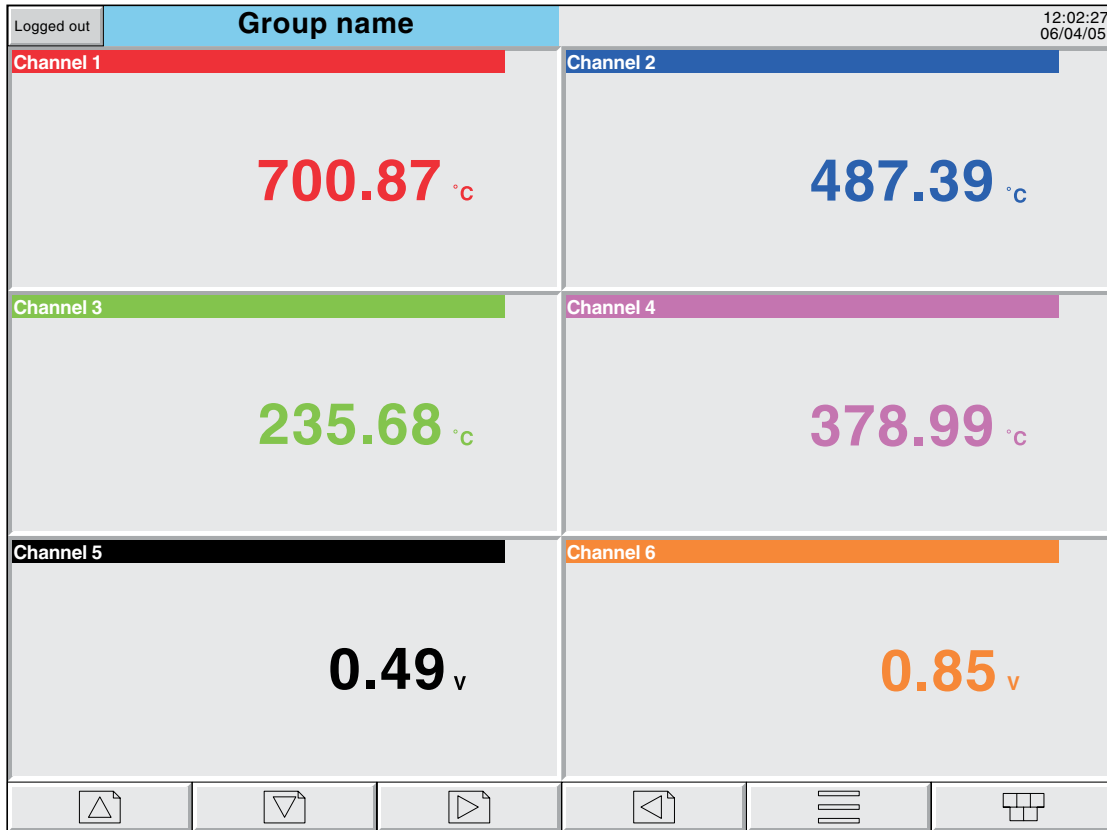 Logged out
Group name
12:02:27
06/04/05
Channel 1
700.87 °C
Channel 2
487.39 °C
Channel 3
235.68 °C
Channel 4
378.99 °C
Channel 5
0.49 V
Channel 6
0.85 V